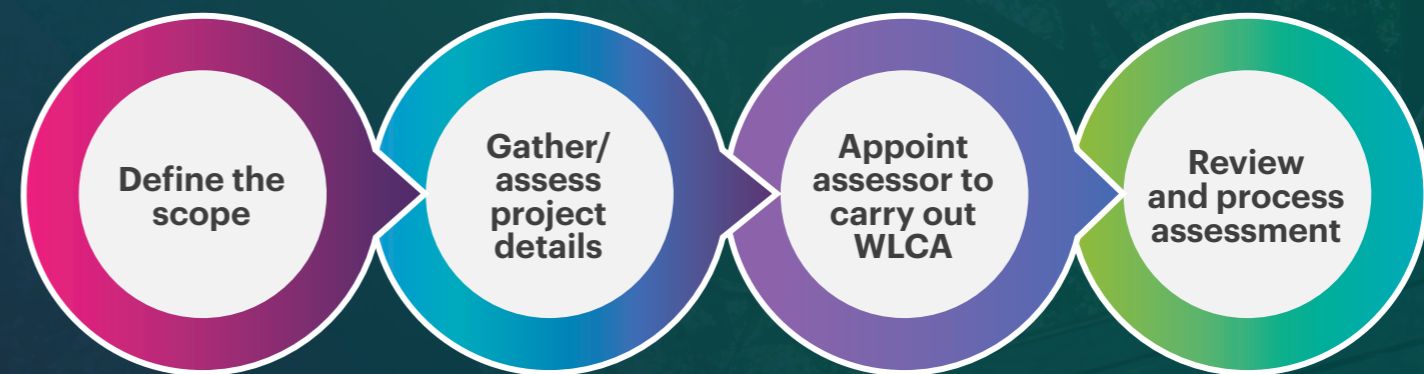 Define the
scope
Gather/
assess
project
details
Appoint
assessor to
carry out
WLCA
Review
and process
assessment